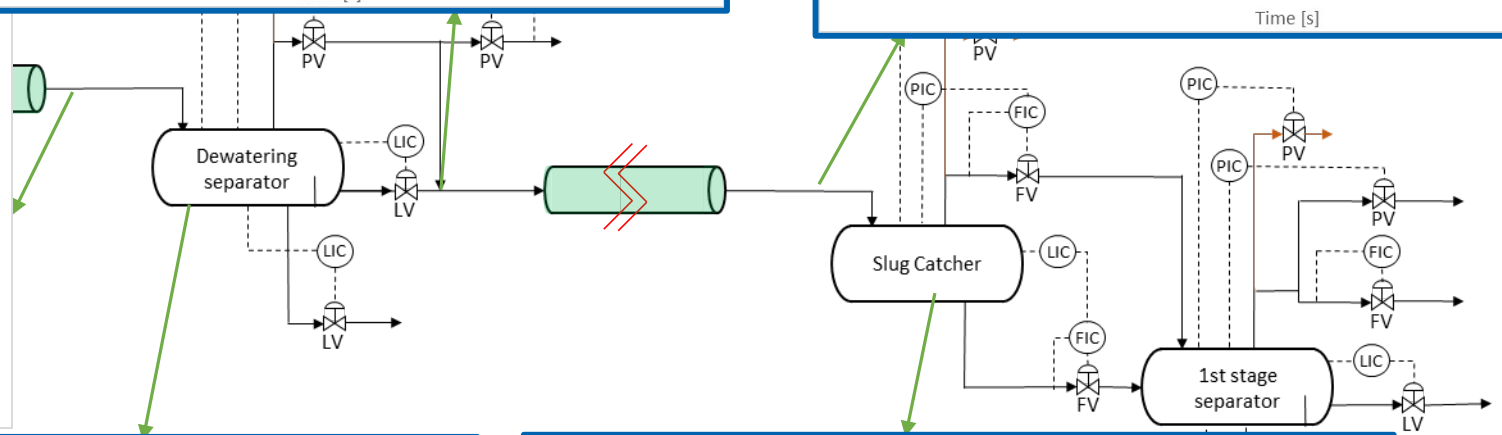 Time [s]
PV
PV
PV
PIC
PIC
FIC
LIC
PV
Dewatering
separator
PIC
FV
LV
PV
LIC
Slug Catcher
LIC
FIC
FV
LV
FIC
LIC
1st stage
separator
FV
LV